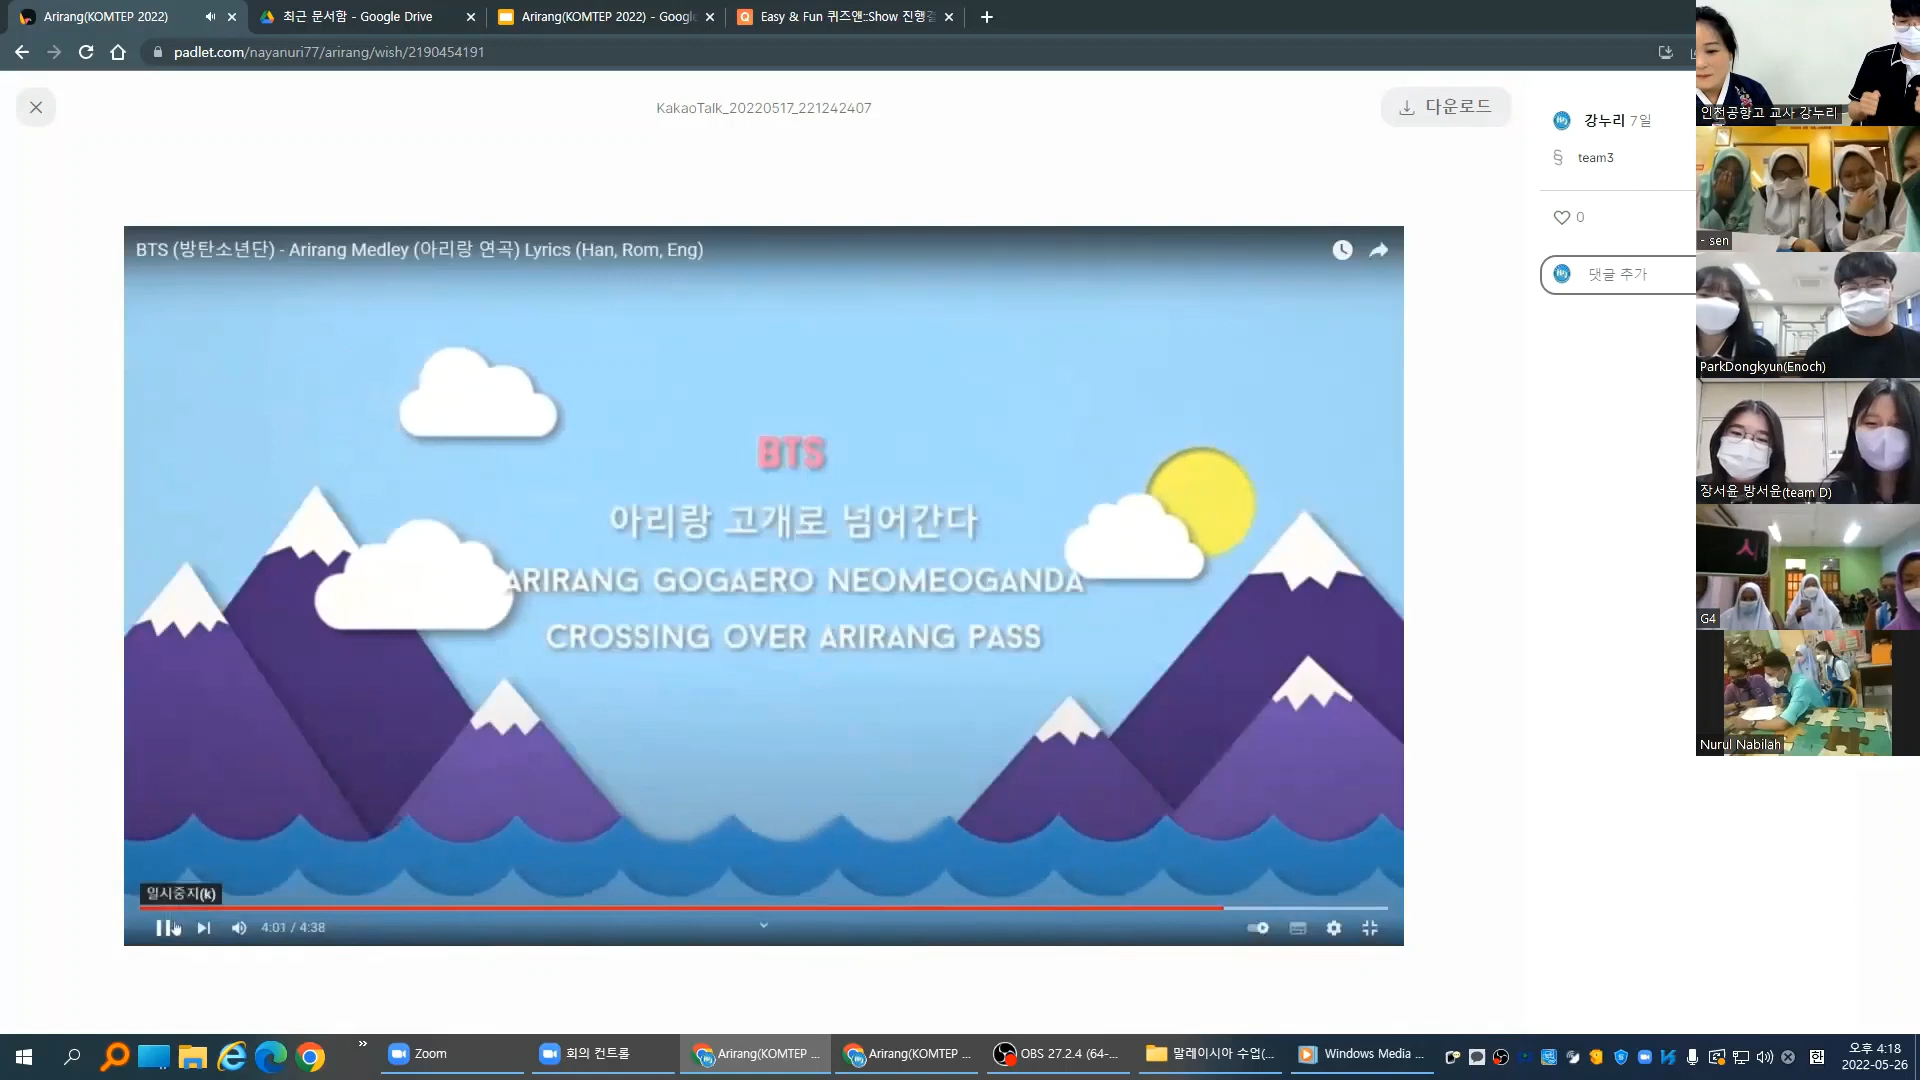 Arirang(KOMTEP 2022)
최근 문서함 - Google Drive
Arirang(KOMTEP 2022) - Google
Easy & Fun 퀴즈앤::Show 진행
padlet.com/nayanuri77/arirang/wish/2190454191
KakaoTalk_20220517_221242407
다운로드
강누리 7일
team3
0
댓글 추가
BTS (방탄소년단) - Arirang Medley (아리랑 연곡) Lyrics (Han, Rom, Eng)
BTS
아리랑 고개로 넘어간다
ARIRANG GOGAERO NEOMEOGANDA
CROSSING OVER ARIRANG PASS
일시중지(k)
4:01 / 4:38
인천공항고 교사 강누리
- sen
ParkDongkyun(Enoch)
장서윤 방서윤(team D)
시
G4
Nurul Nabilah
Zoom
회의 컨트롤
Arirang(KOMTEP ...
Arirang(KOMTEP ...
OBS 27.2.4 (64-...
말레이시아 수업(...
Windows Media ...
한
오후 4:18
2022-05-26